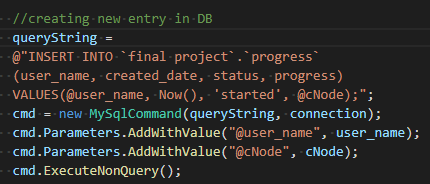 //creating new entry in DB
queryString =
@"INSERT INTO `final project`.`progress`
(user_name, created_date, status, progress)
VALUES(@user_name, Now(), 'started', @cNode);";
cmd = new MySqlCommand(queryString, connection);
cmd.Parameters.AddWithValue("@user_name", user_name);
cmd.Parameters.AddWithValue("@cNode", cNode);
cmd.ExecuteNonQuery();